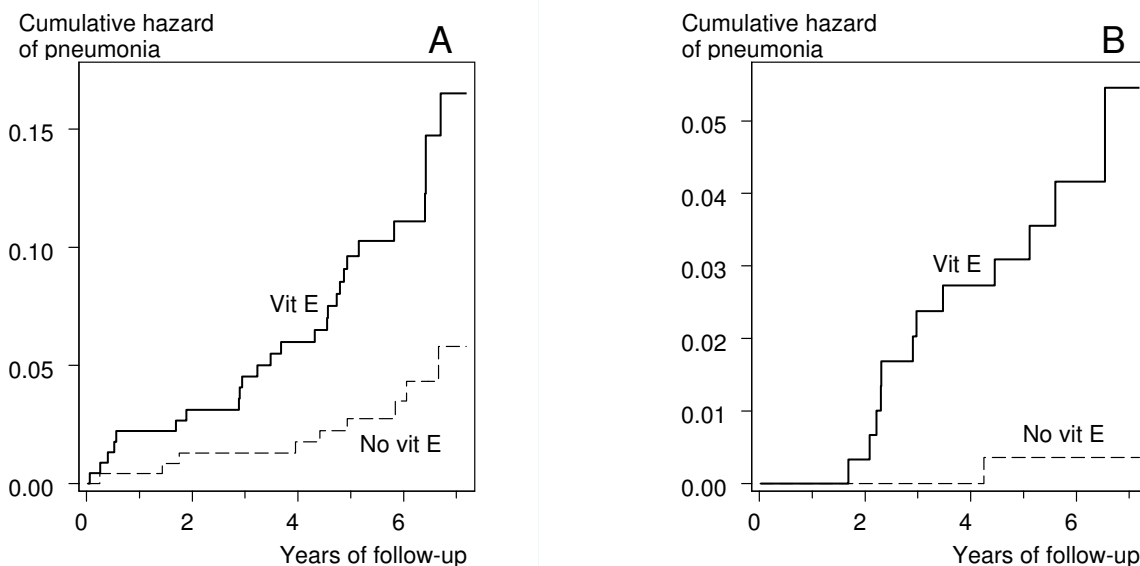 Cumulative hazard
of pneumonia
A
0.15
0.10
0.05
0.00
Vit E
No vit E
0 2 4 6
Years of follow-up
Cumulative hazard
of pneumonia
B
0.05
0.04
0.03
0.02
0.01
0.00
Vit E
No vit E
0 2 4 6
Years of follow-up